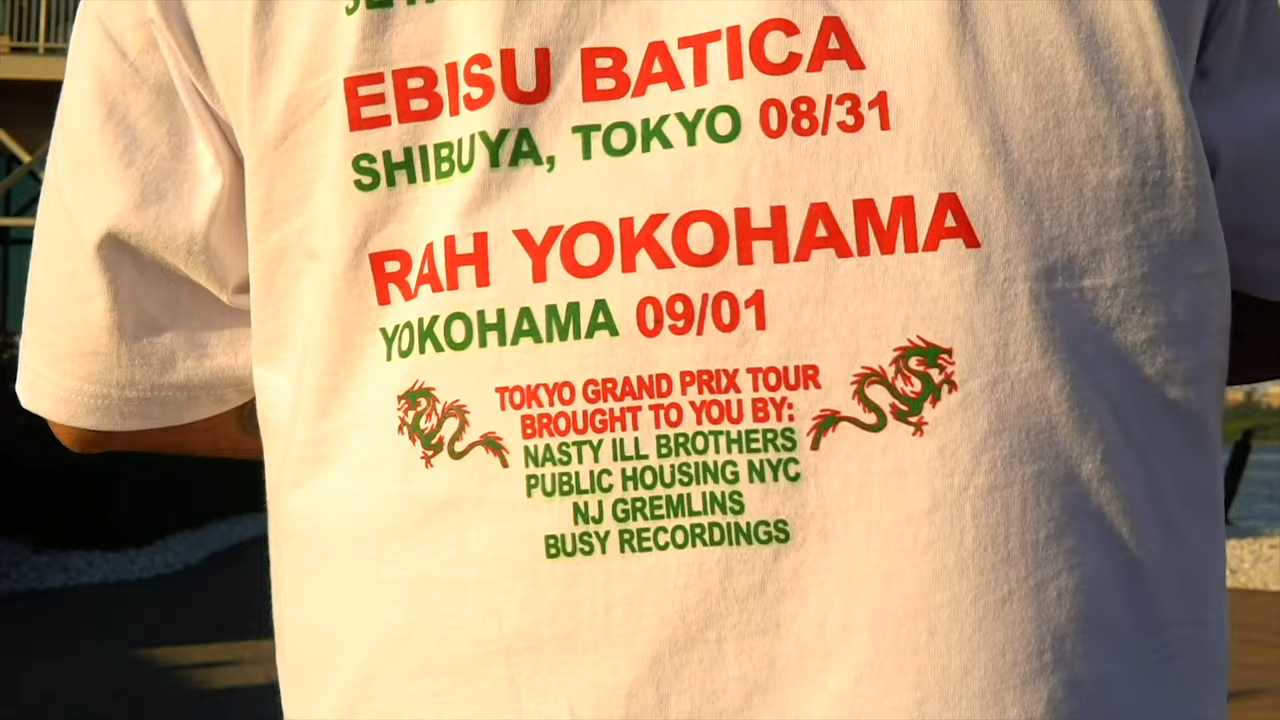 EBISU BATICA
SHIBUYA, TOKYO 08/31
RAH YOKOHAMA
YOKOHAMA 09/01
TOKYO GRAND PRIX TOUR
BROUGHT TO YOU BY:
NASTY ILL BROTHERS
PUBLIC HOUSING NYC
NJ GREMLINS
BUSY RECORDINGS